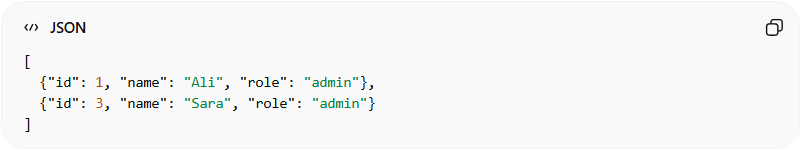 </> JSON
[
  {"id": 1, "name": "Ali", "role": "admin"},
  {"id": 3, "name": "Sara", "role": "admin"}
]